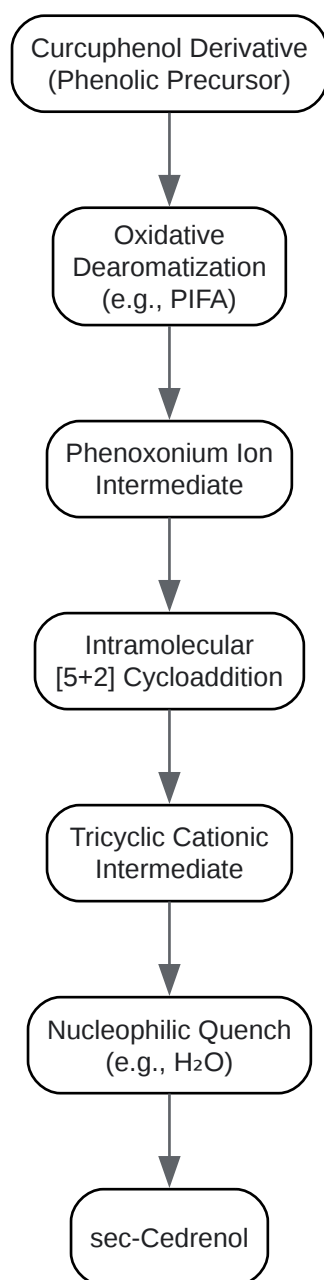 Curcuphenol Derivative
(Phenolic Precursor)
Oxidative
Dearomatization
(e.g., PIFA)
Phenoxonium Ion
Intermediate
Intramolecular
[5+2] Cycloaddition
Tricyclic Cationic
Intermediate
Nucleophilic Quench
(e.g., H₂O)
sec-Cedrenol